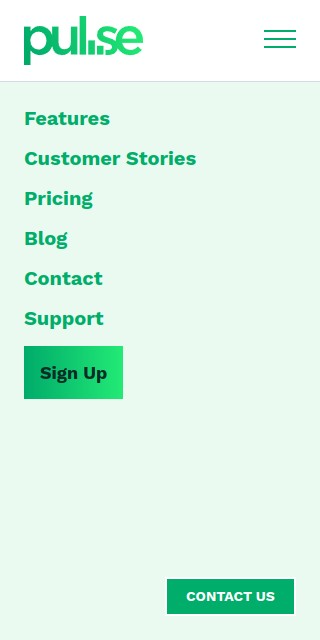 pulse
Features
Customer Stories
Pricing
Blog
Contact
Support
Sign Up
CONTACT US